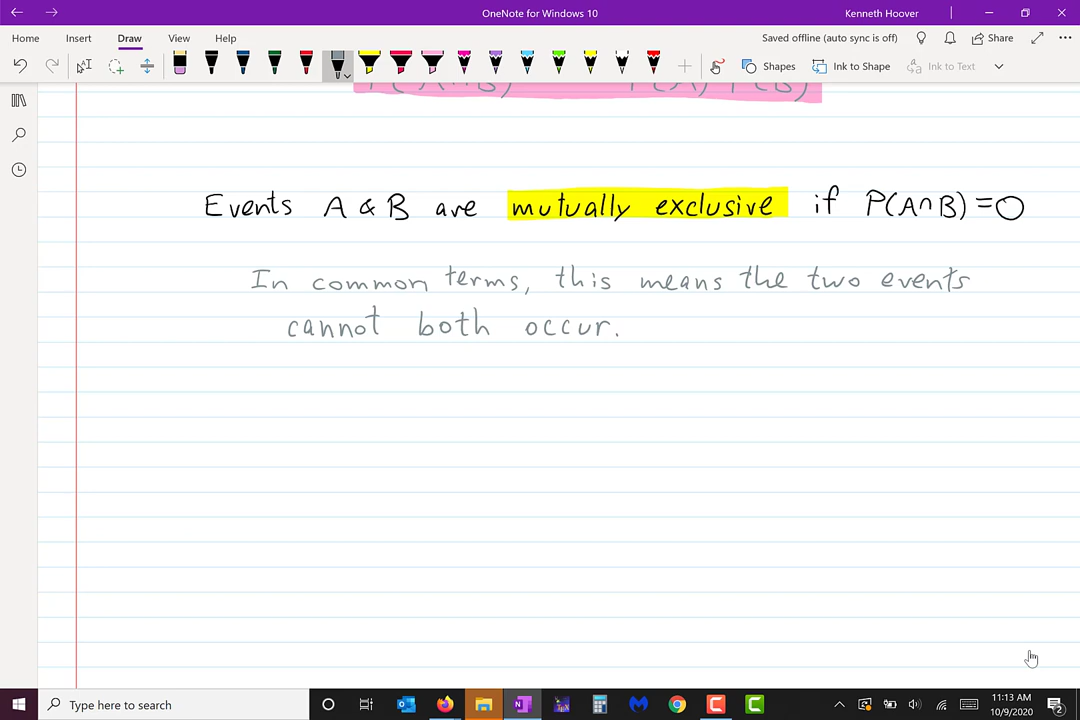 OneNote for Windows 10
Kenneth Hoover
Home Insert Draw View Help
Saved offline (auto sync is off)
Share
Shapes
Ink to Shape
Ink to Text
P(A∩B) P(A) P(B)
Events A & B are mutually exclusive if P(A∩B)=0
In common terms, this means the two events
cannot both occur.
Type here to search
11:13 AM
10/9/2020
2